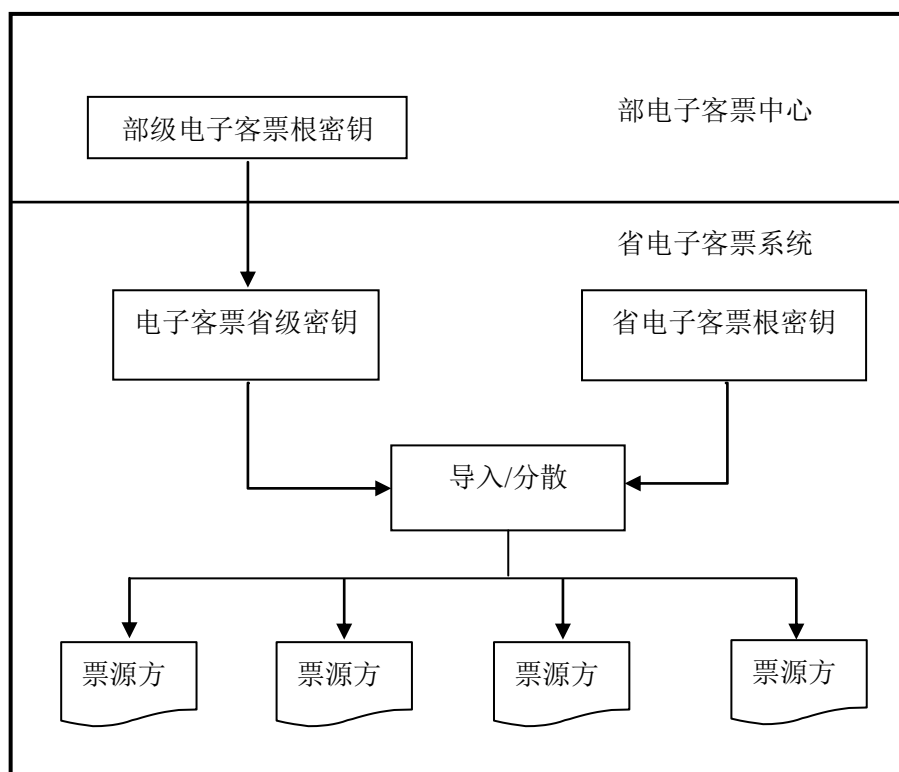 部电子客票中心
部级电子客票根密钥
省电子客票系统
电子客票省级密钥
省电子客票根密钥
导入/分散
票源方
票源方
票源方
票源方